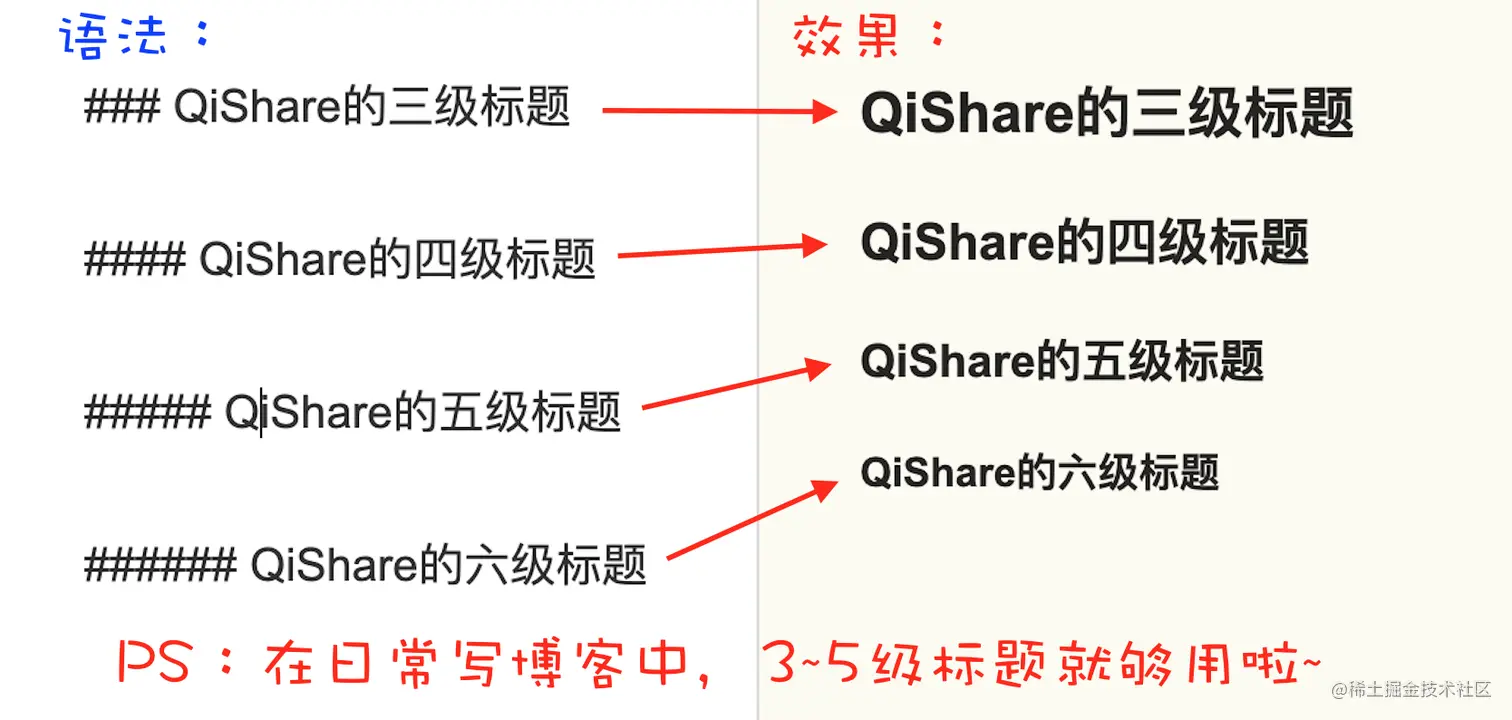 语法：
### QiShare的三级标题
#### QiShare的四级标题
##### QiShare的五级标题
###### QiShare的六级标题
效果：
QiShare的三级标题
QiShare的四级标题
QiShare的五级标题
QiShare的六级标题
PS：在日常写博客中，3~5级标题就够用啦~
@稀土掘金技术社区